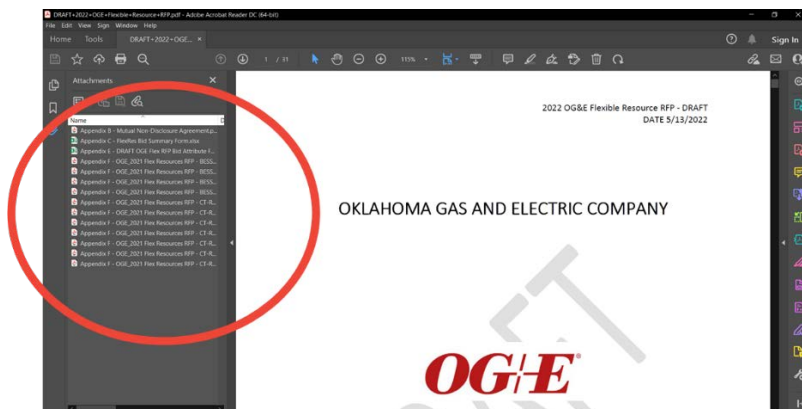 DRAFT+2022+OGE+Flexible+Resource+RFP.pdf - Adobe Acrobat Reader DC (64-bit)
File Edit View Sign Window Help
Home Tools DRAFT+2022+OGE... × Sign In
1 / 31 115%
Attachments ×
Name
Appendix B - Mutual Non-Disclosure Agreement.p...
Appendix C - FlexRes Bid Summary Form.xlsx
Appendix E - DRAFT OGE Flex RFP Bid Attribute F...
Appendix F - OGE_2021 Flex Resources RFP - BESS...
Appendix F - OGE_2021 Flex Resources RFP - BESS...
Appendix F - OGE_2021 Flex Resources RFP - BESS...
Appendix F - OGE_2021 Flex Resources RFP - BESS...
Appendix F - OGE_2021 Flex Resources RFP - CT-R...
Appendix F - OGE_2021 Flex Resources RFP - CT-R...
Appendix F - OGE_2021 Flex Resources RFP - CT-R...
Appendix F - OGE_2021 Flex Resources RFP - CT-R...
Appendix F - OGE_2021 Flex Resources RFP - CT-R...
Appendix F - OGE_2021 Flex Resources RFP - CT-R...
Appendix F - OGE_2021 Flex Resources RFP - CT-R...
2022 OG&E Flexible Resource RFP - DRAFT
DATE 5/13/2022
OKLAHOMA GAS AND ELECTRIC COMPANY
OG+E
DRAFT